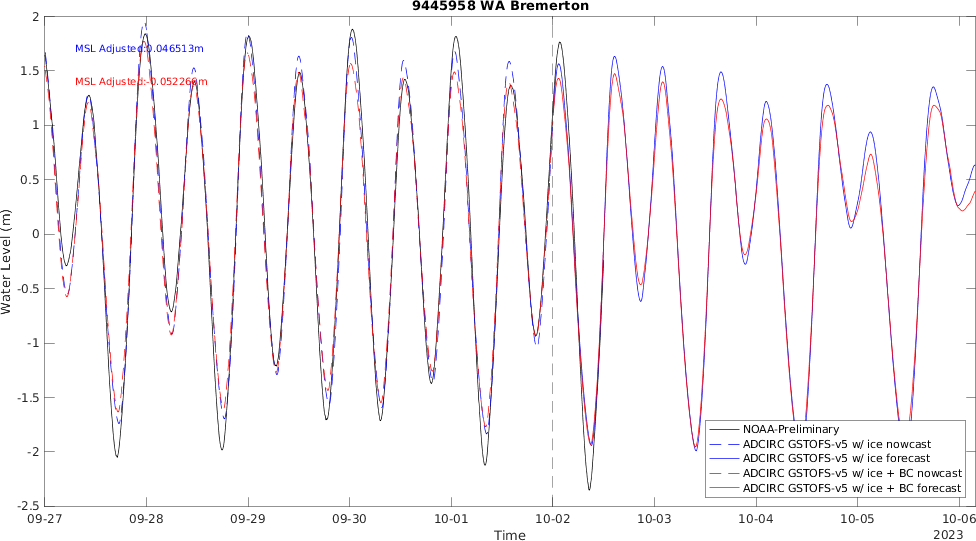 9445958 WA Bremerton
Water Level (m)
2
1.5
1
0.5
0
-0.5
-1
-1.5
-2
-2.5
MSL Adjusted:0.046513m
MSL Adjusted:-0.052268m
NOAA-Preliminary
ADCIRC GSTOFS-v5 w/ ice nowcast
ADCIRC GSTOFS-v5 w/ ice forecast
ADCIRC GSTOFS-v5 w/ ice + BC nowcast
ADCIRC GSTOFS-v5 w/ ice + BC forecast
09-27 09-28 09-29 09-30 10-01 10-02 10-03 10-04 10-05 10-06
Time
2023